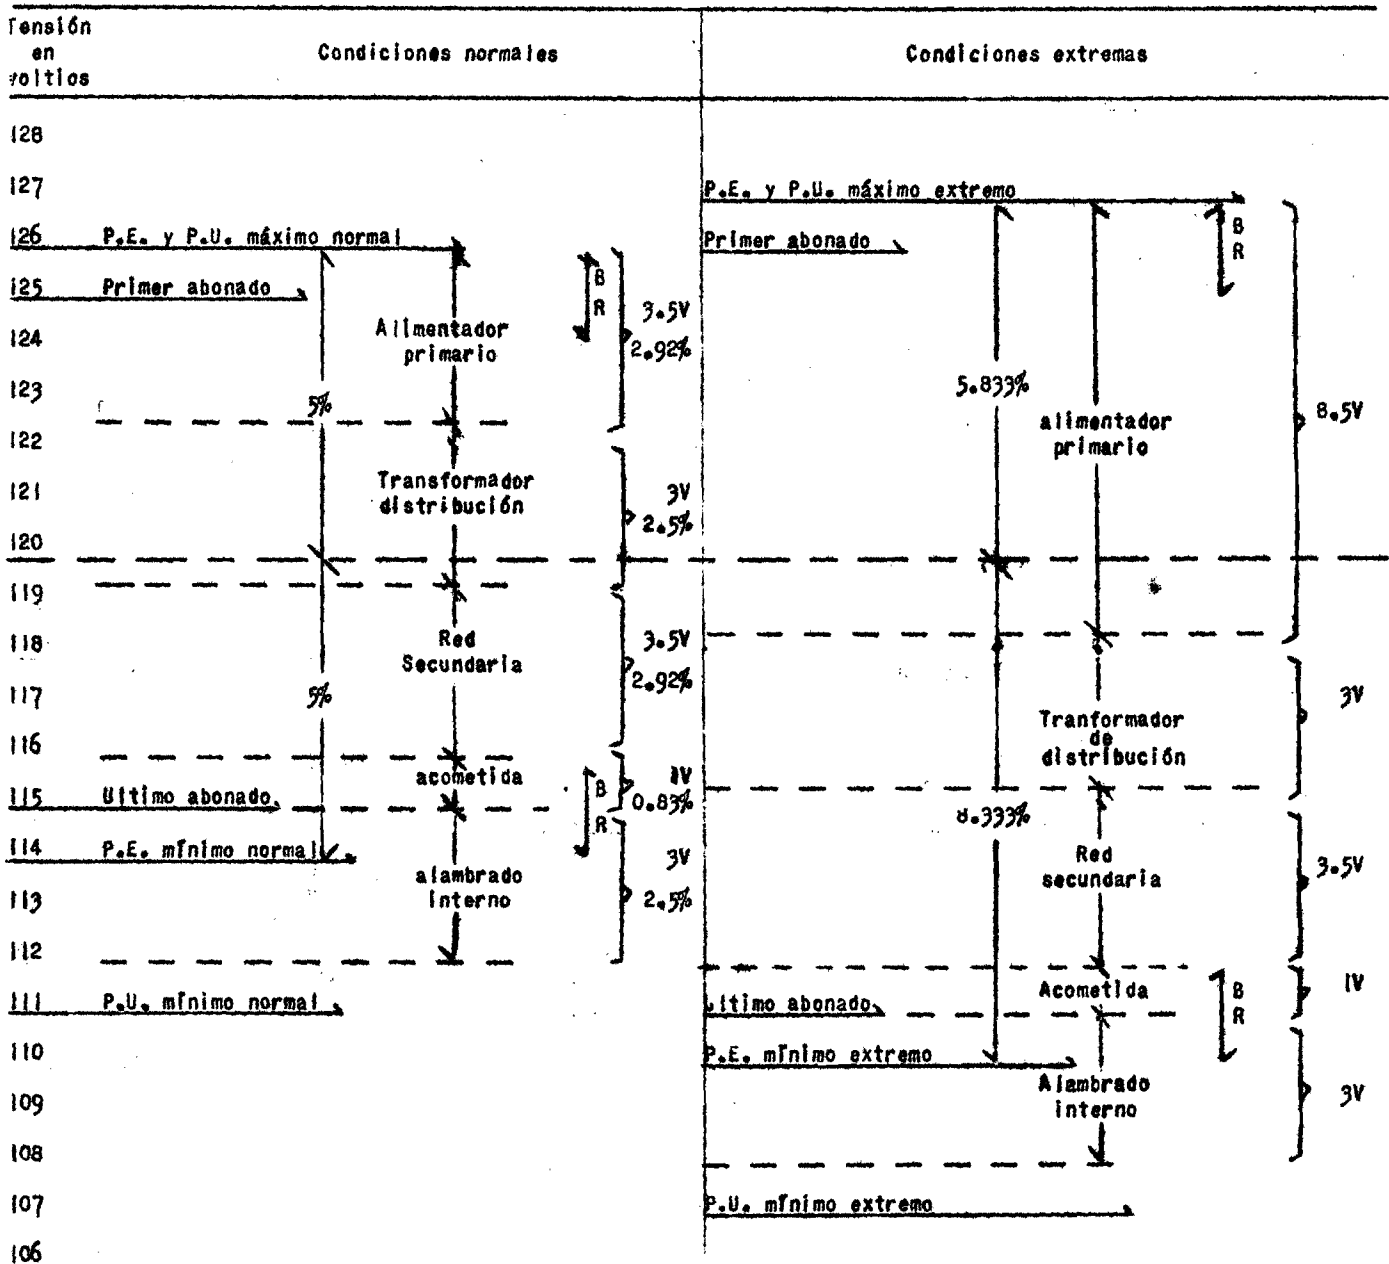 Tensión
en
voltios
Condiciones normales
Condiciones extremas
128
127
P.E. y P.U. máximo extremo
126 P.E. y P.U. máximo normal
Primer abonado
B
R
125 Primer abonado
B
R
3.5V
2.92%
124
Alimentador
primario
123
5%
5.833%
8.5V
122
alimentador
primario
121
Transformador
distribución
3V
2.5%
120
119
118
Red
Secundaria
3.5V
2.92%
117
5%
3V
116
Tranformador
de
distribución
acometida
1V
0.83%
115 Ultimo abonado
B
R
8.333%
114 P.E. mínimo normal
3V
2.5%
Red
secundaria
3.5V
113
alambrado
interno
112
111 P.U. mínimo normal
Acometida
1V
B
R
Ultimo abonado
110
P.E. mínimo extremo
109
Alambrado
interno
3V
108
107
P.U. mínimo extremo
106